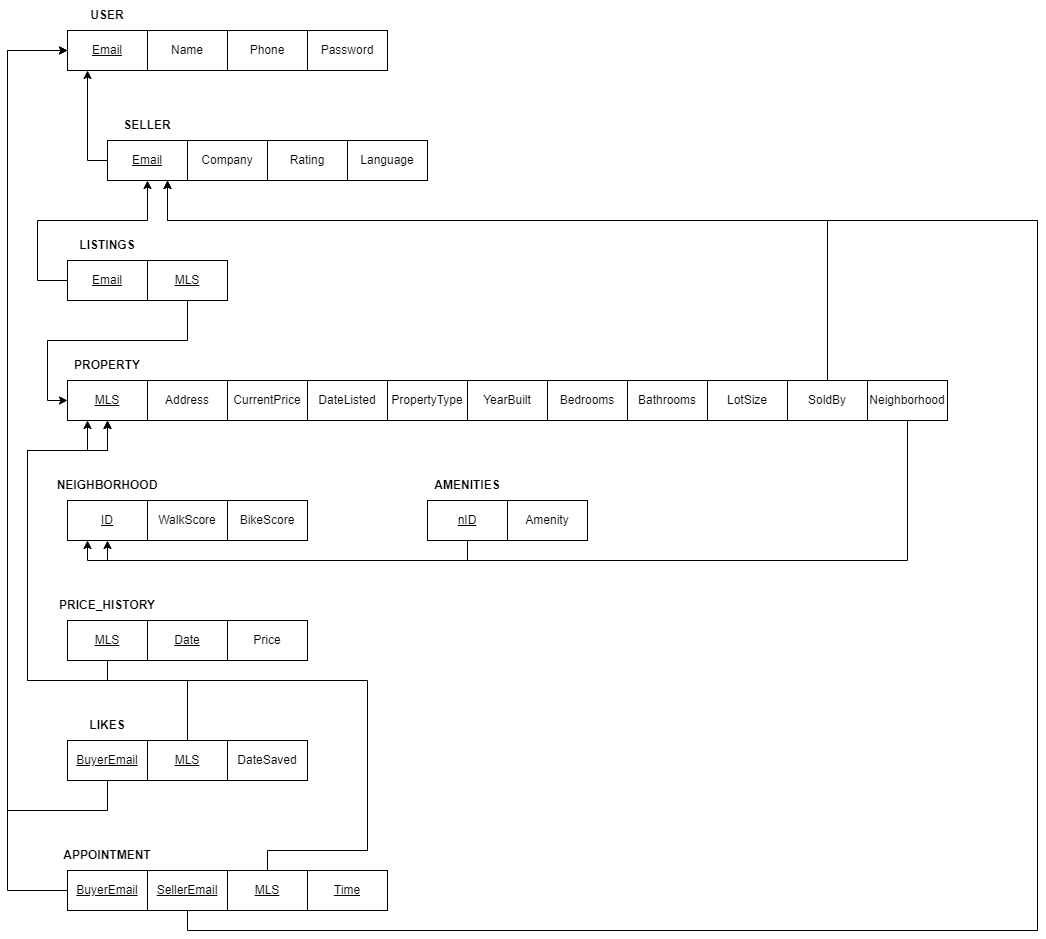 USER
Email Name Phone Password
SELLER
Email Company Rating Language
LISTINGS
Email MLS
PROPERTY
MLS Address CurrentPrice DateListed PropertyType YearBuilt Bedrooms Bathrooms LotSize SoldBy Neighborhood
NEIGHBORHOOD
ID WalkScore BikeScore
AMENITIES
nID Amenity
PRICE_HISTORY
MLS Date Price
LIKES
BuyerEmail MLS DateSaved
APPOINTMENT
BuyerEmail SellerEmail MLS Time